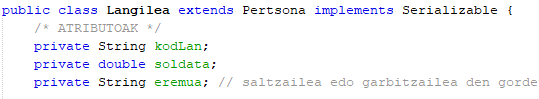 public class Langilea extends Pertsona implements Serializable {
/* ATRIBUTOAK */
private String kodLan;
private double soldata;
private String eremua; // saltzailea edo garbitzailea den gorde